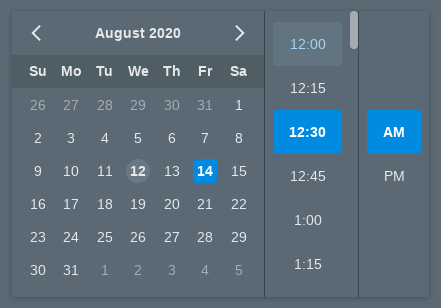 August 2020
Su Mo Tu We Th Fr Sa
26 27 28 29 30 31 1
2 3 4 5 6 7 8
9 10 11 12 13 14 15
16 17 18 19 20 21 22
23 24 25 26 27 28 29
30 31 1 2 3 4 5
12:00
12:15
12:30
12:45
1:00
1:15
AM
PM